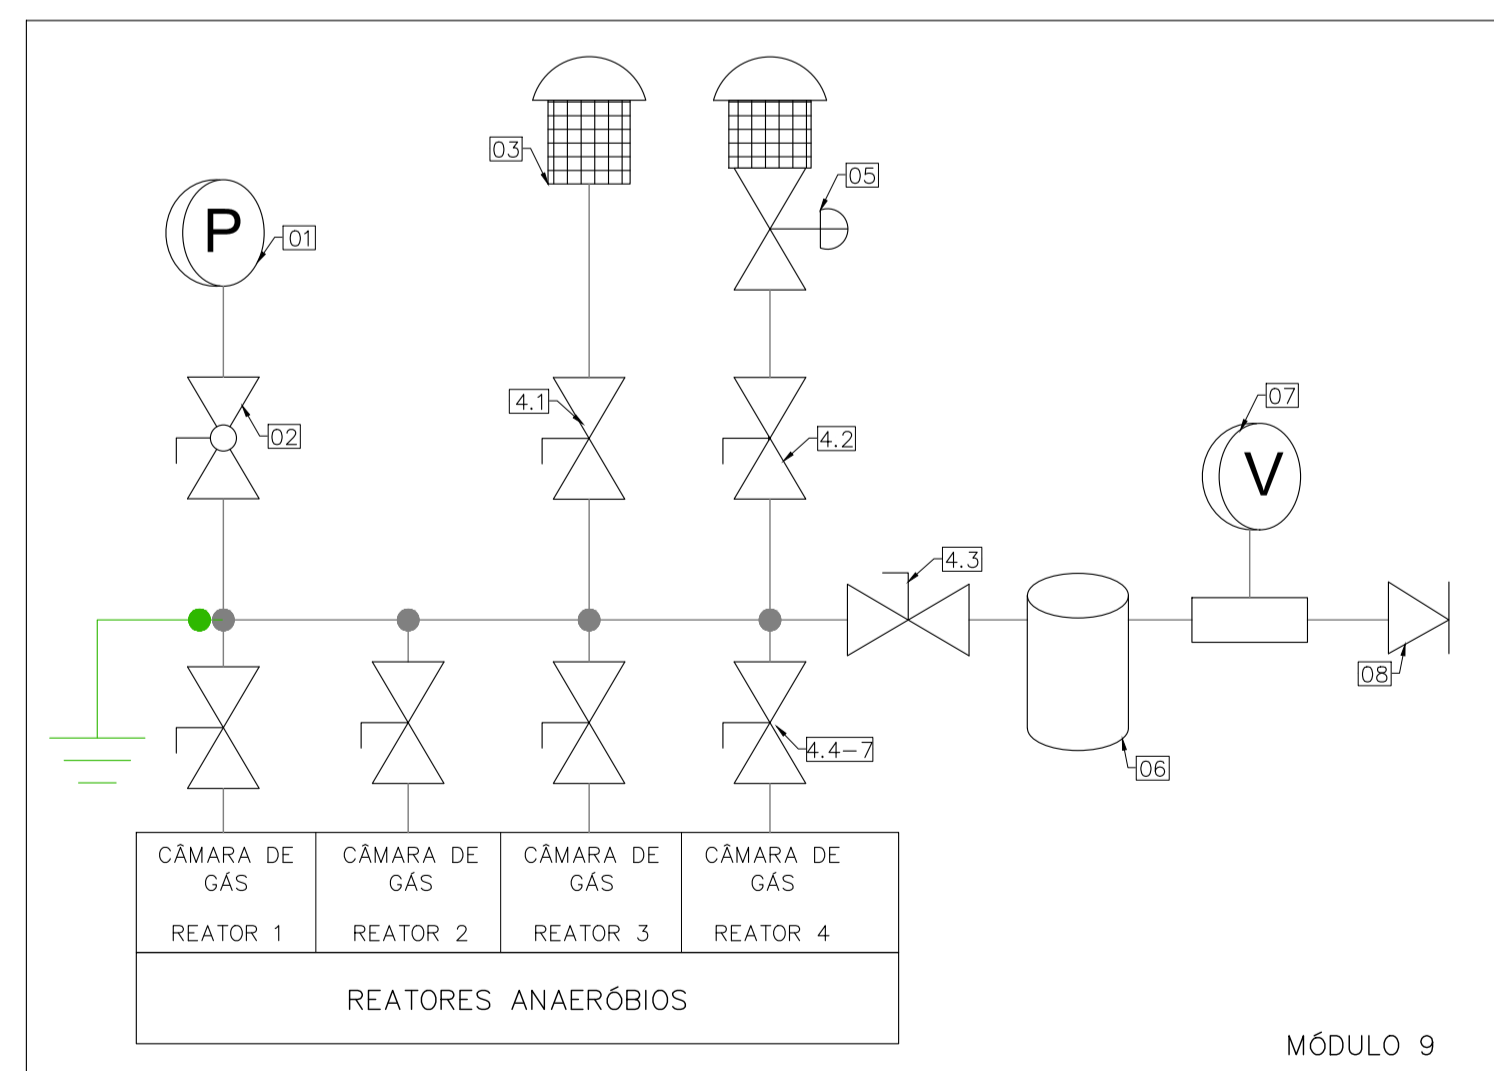 03
05
P
01
4.1
02
4.2
07
V
4.3
08
4.4-7
06
CÂMARA DE
GÁS
REATOR 1
CÂMARA DE
GÁS
REATOR 2
CÂMARA DE
GÁS
REATOR 3
CÂMARA DE
GÁS
REATOR 4
REATORES ANAERÓBIOS
MÓDULO 9